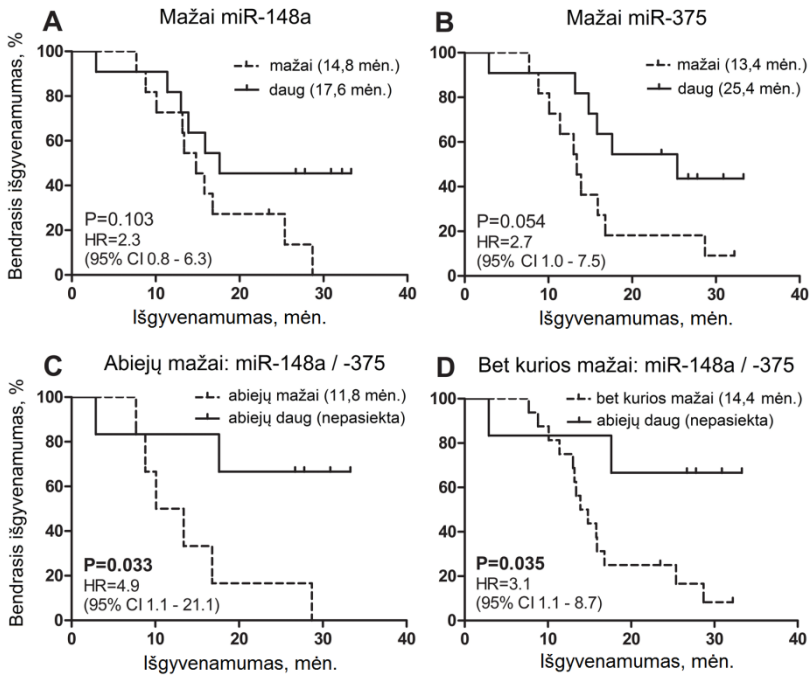 A Mažai miR-148a
Bendrasis išgyvenamumas, %
100
80
60
40
20
0
mažai (14,8 mėn.)
daug (17,6 mėn.)
P=0.103
HR=2.3
(95% CI 0.8 - 6.3)
0 10 20 30 40
Išgyvenamumas, mėn.
B Mažai miR-375
100
80
60
40
20
0
mažai (13,4 mėn.)
daug (25,4 mėn.)
P=0.054
HR=2.7
(95% CI 1.0 - 7.5)
0 10 20 30 40
Išgyvenamumas, mėn.
C Abiejų mažai: miR-148a / -375
Bendrasis išgyvenamumas, %
100
80
60
40
20
0
abiejų mažai (11,8 mėn.)
abiejų daug (nepasiekta)
P=0.033
HR=4.9
(95% CI 1.1 - 21.1)
0 10 20 30 40
Išgyvenamumas, mėn.
D Bet kurios mažai: miR-148a / -375
100
80
60
40
20
0
bet kurios mažai (14,4 mėn.)
abiejų daug (nepasiekta)
P=0.035
HR=3.1
(95% CI 1.1 - 8.7)
0 10 20 30 40
Išgyvenamumas, mėn.